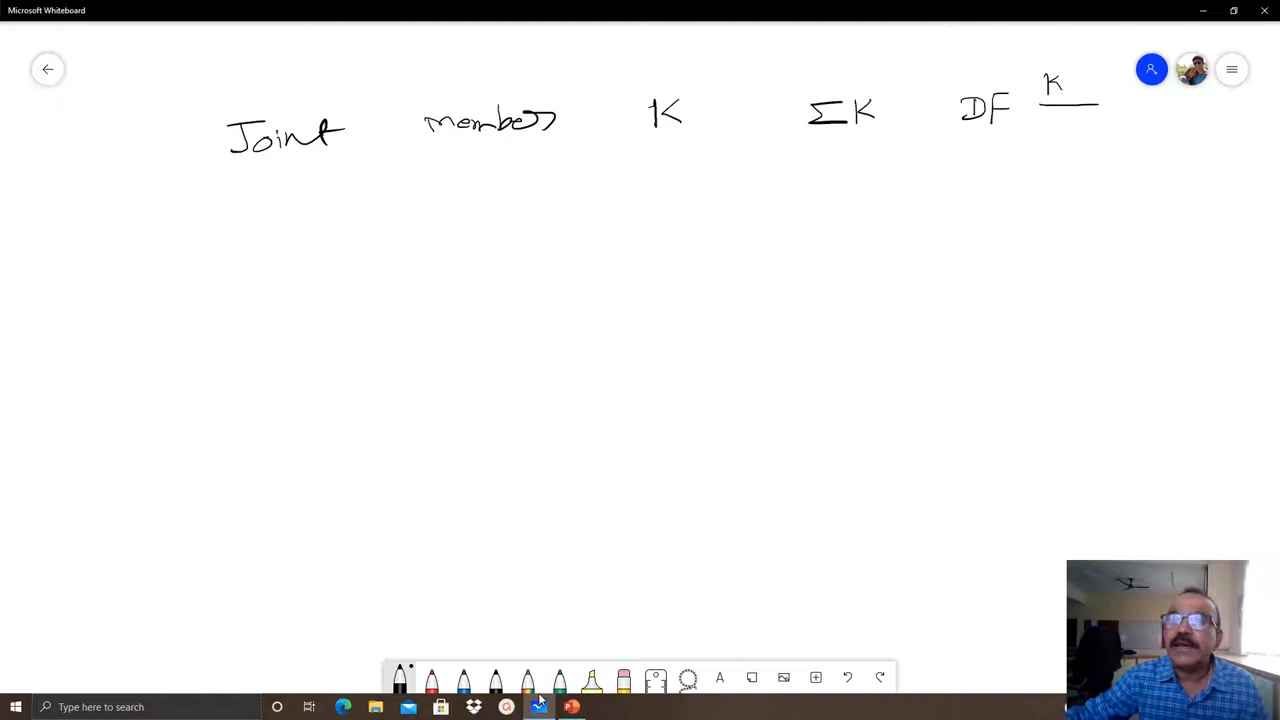 Microsoft Whiteboard
Joint member K ΣK DF K
Type here to search